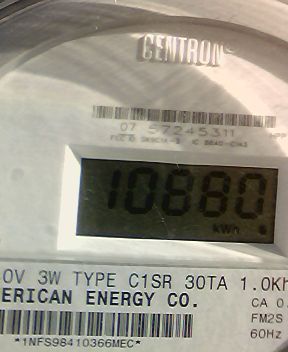 CENTRON
07 57245311
10880
kWh
0V 3W TYPE C1SR 30TA 1.0Kh
ERICAN ENERGY CO.
CA 0.
FM2S
60Hz
*1NFS98410366MEC*